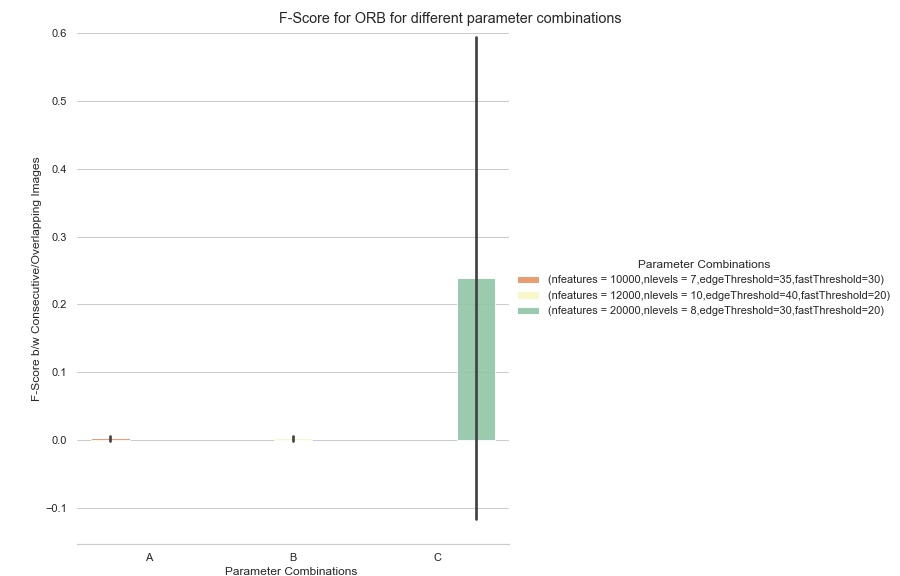 F-Score for ORB for different parameter combinations
0.6
0.5
0.4
0.3
0.2
0.1
0.0
−0.1
F-Score b/w Consecutive/Overlapping Images
A B C
Parameter Combinations
Parameter Combinations
(nfeatures = 10000,nlevels = 7,edgeThreshold=35,fastThreshold=30)
(nfeatures = 12000,nlevels = 10,edgeThreshold=40,fastThreshold=20)
(nfeatures = 20000,nlevels = 8,edgeThreshold=30,fastThreshold=20)